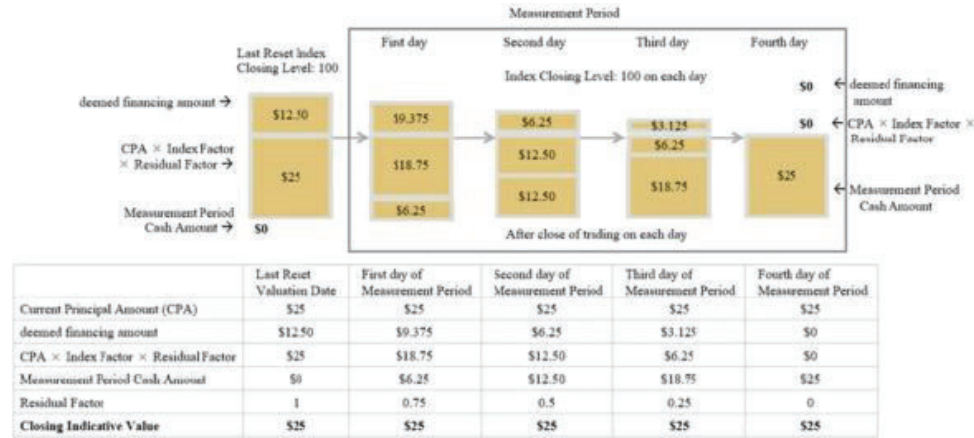 Measurement Period
First day Second day Third day Fourth day
Last Reset Index
Closing Level: 100
Index Closing Level: 100 on each day
deemed financing amount →
$12.50
$9.375
$6.25
$3.125
$0
← deemed financing
amount
CPA × Index Factor
× Residual Factor →
$25
$18.75
$12.50
$6.25
$0
← CPA × Index Factor ×
Residual Factor
Measurement Period
Cash Amount →
$0
$6.25
$12.50
$18.75
$25
← Measurement Period
Cash Amount
After close of trading on each day
Last Reset First day of Second day of Third day of Fourth day of
Valuation Date Measurement Period Measurement Period Measurement Period Measurement Period
Current Principal Amount (CPA) $25 $25 $25 $25 $25
deemed financing amount $12.50 $9.375 $6.25 $3.125 $0
CPA × Index Factor × Residual Factor $25 $18.75 $12.50 $6.25 $0
Measurement Period Cash Amount $0 $6.25 $12.50 $18.75 $25
Residual Factor 1 0.75 0.5 0.25 0
Closing Indicative Value $25 $25 $25 $25 $25